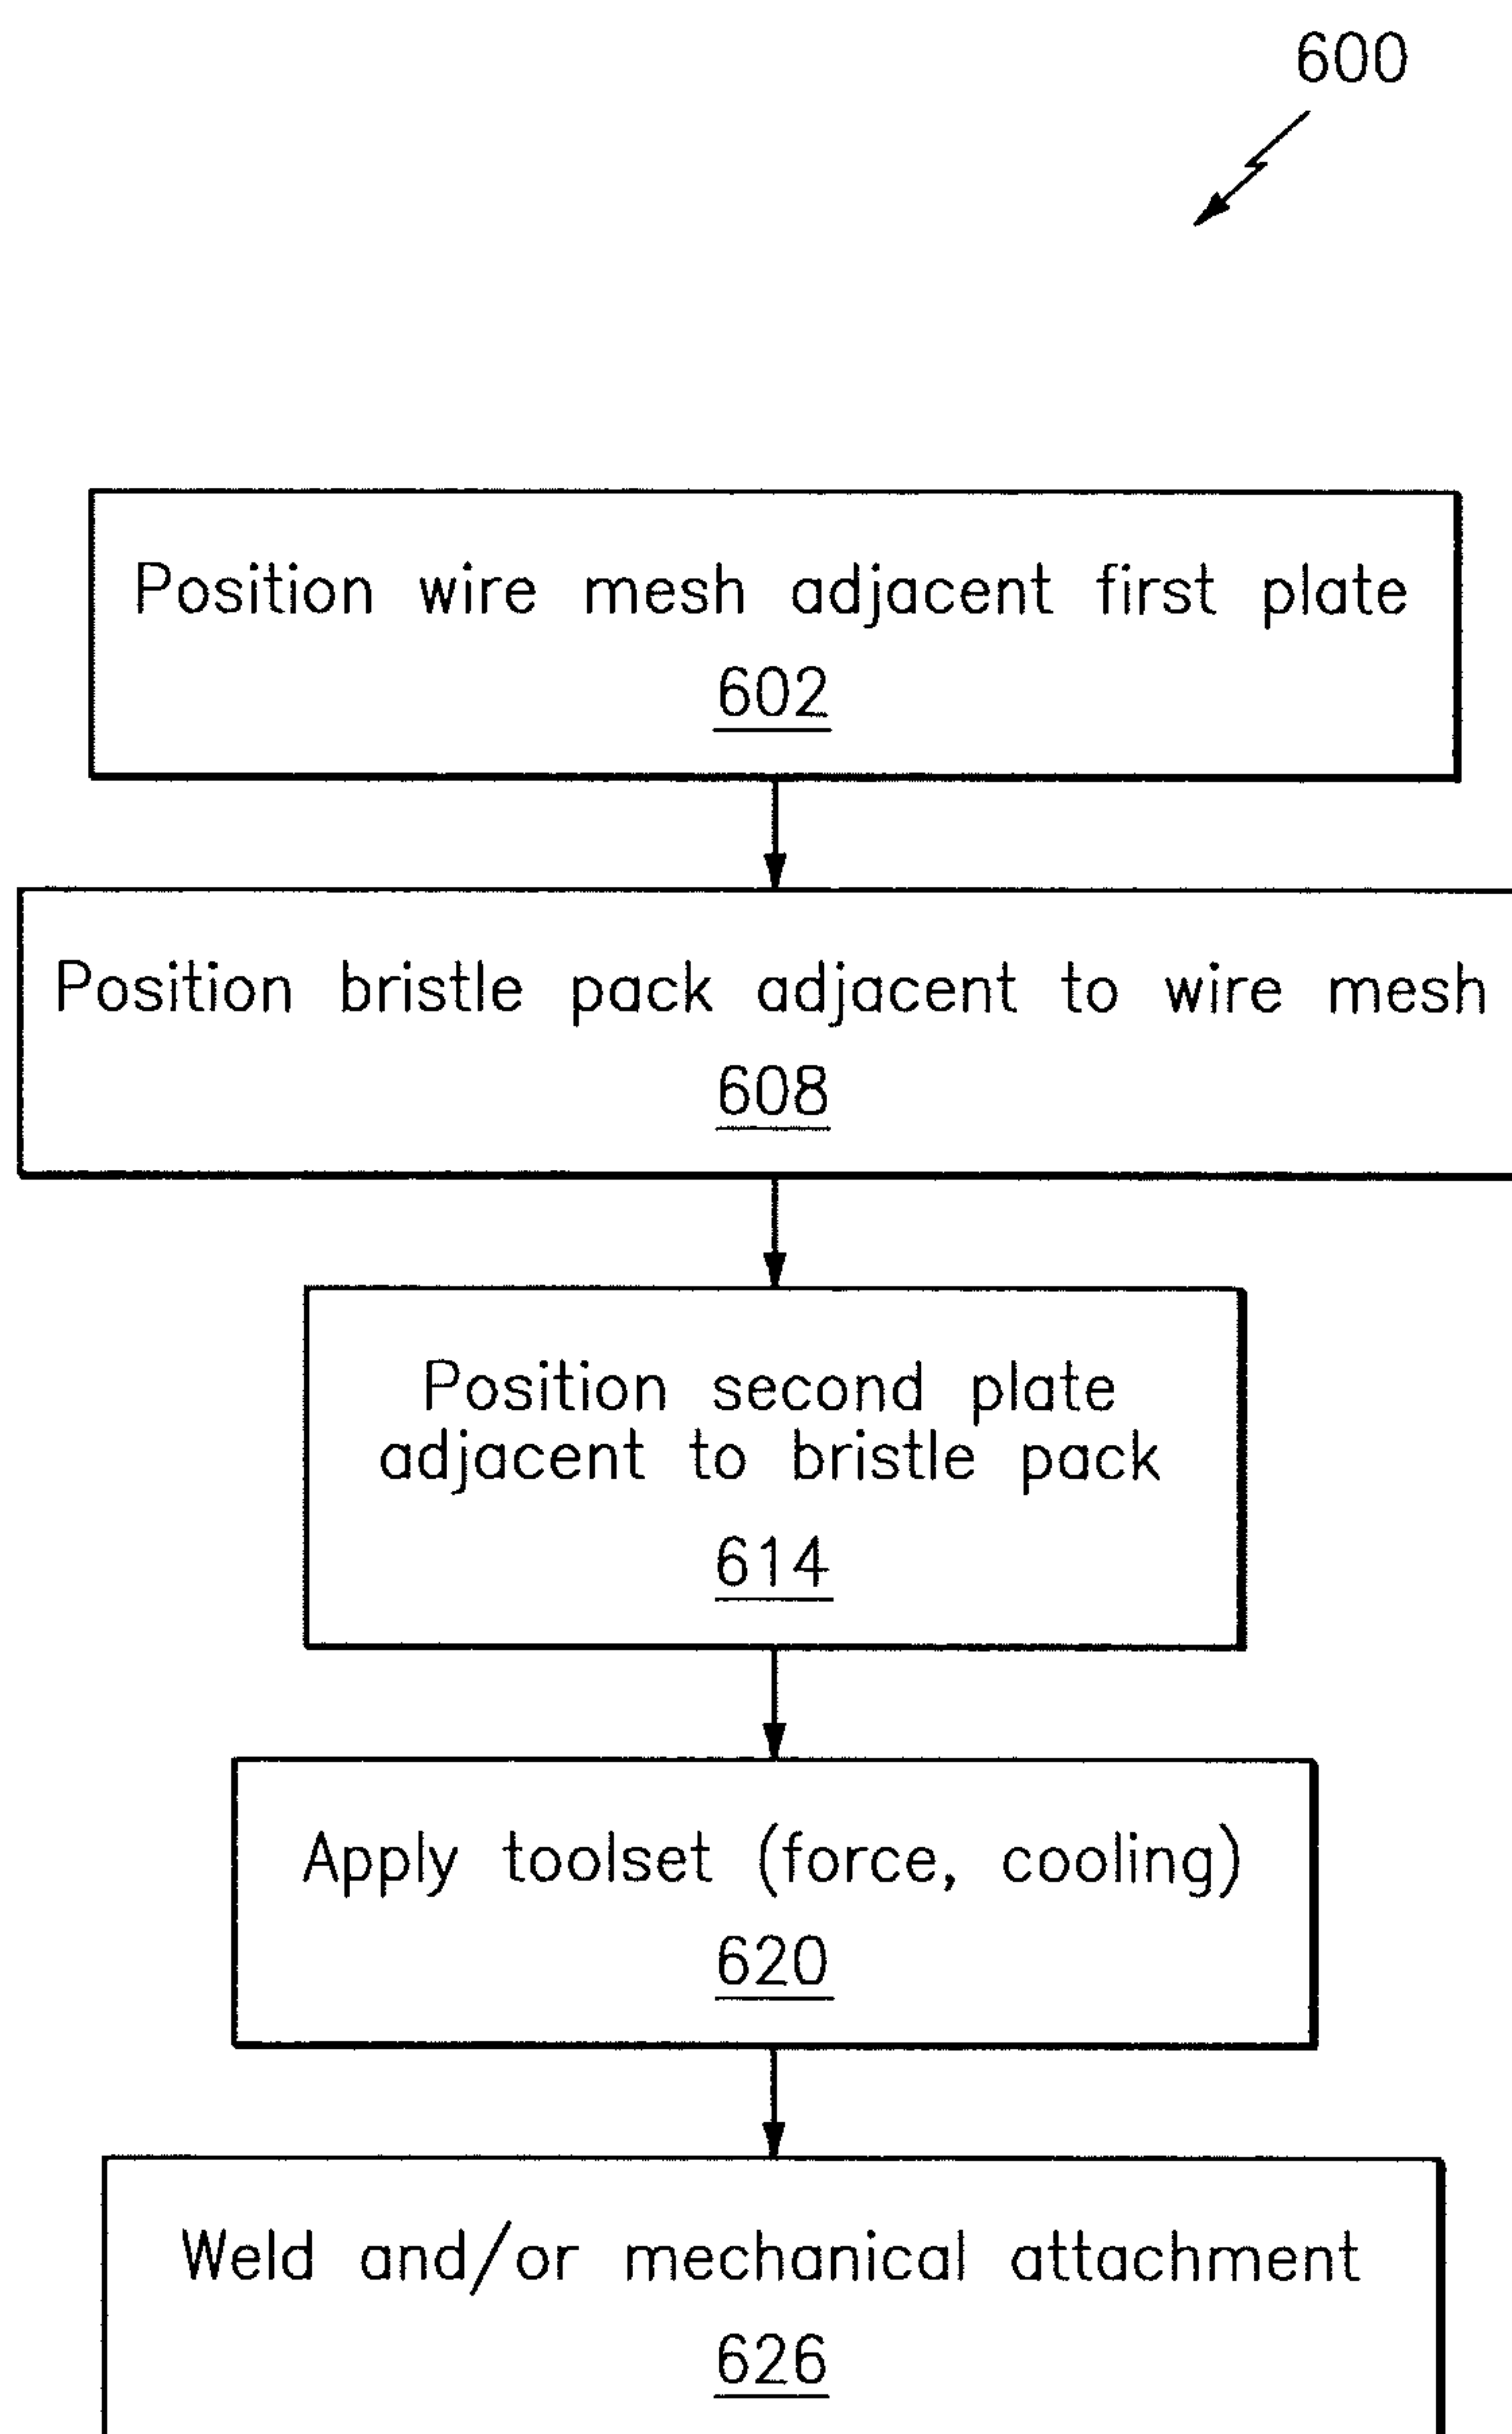 600
Position wire mesh adjacent first plate
602
Position bristle pack adjacent to wire mesh
608
Position second plate
adjacent to bristle pack
614
Apply toolset (force, cooling)
620
Weld and/or mechanical attachment
626